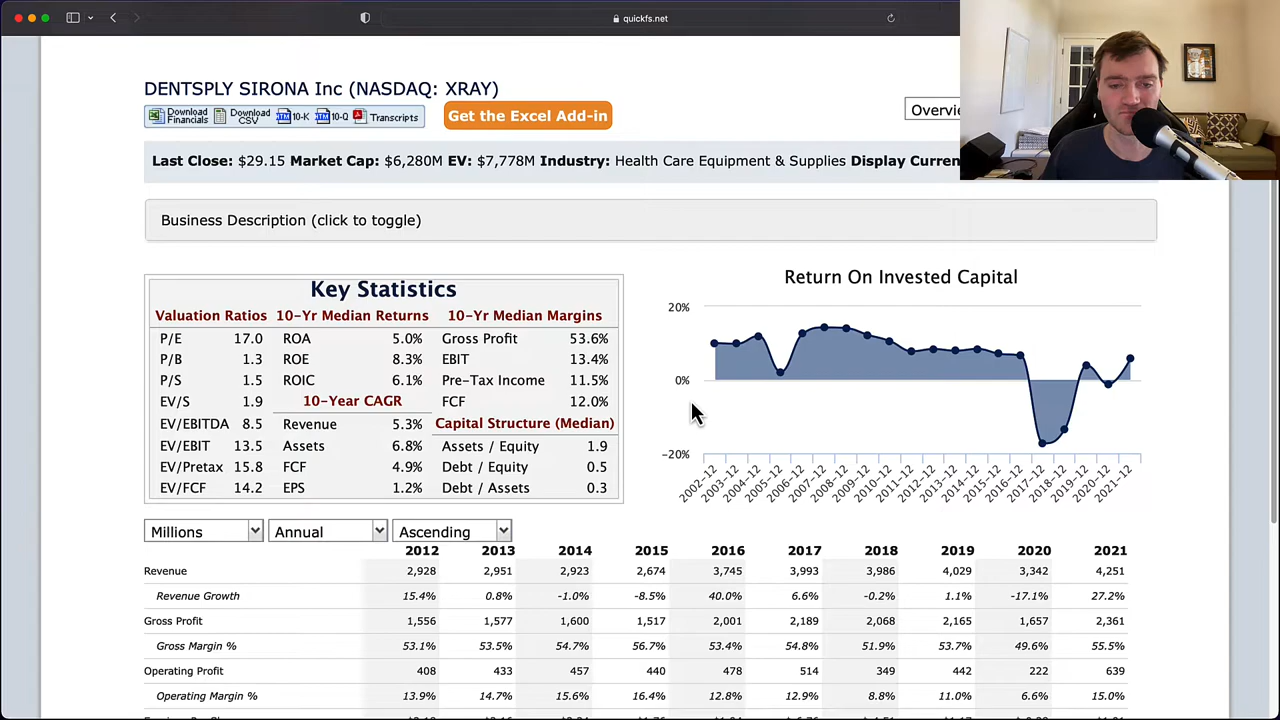 quickfs.net
DENTSPLY SIRONA Inc (NASDAQ: XRAY)
Download Financials Download CSV 10-K 10-Q Transcripts
Get the Excel Add-in
Overvie
Last Close: $29.15 Market Cap: $6,280M EV: $7,778M Industry: Health Care Equipment & Supplies Display Curren
Business Description (click to toggle)
Key Statistics
Valuation Ratios 10-Yr Median Returns 10-Yr Median Margins
P/E 17.0 ROA 5.0% Gross Profit 53.6%
P/B 1.3 ROE 8.3% EBIT 13.4%
P/S 1.5 ROIC 6.1% Pre-Tax Income 11.5%
EV/S 1.9 10-Year CAGR FCF 12.0%
EV/EBITDA 8.5 Revenue 5.3% Capital Structure (Median)
EV/EBIT 13.5 Assets 6.8% Assets / Equity 1.9
EV/Pretax 15.8 FCF 4.9% Debt / Equity 0.5
EV/FCF 14.2 EPS 1.2% Debt / Assets 0.3
Return On Invested Capital
20%
0%
-20%
2002-12 2003-12 2004-12 2005-12 2006-12 2007-12 2008-12 2009-12 2010-12 2011-12 2012-12 2013-12 2014-12 2015-12 2016-12 2017-12 2018-12 2019-12 2020-12 2021-12
Millions Annual Ascending
2012 2013 2014 2015 2016 2017 2018 2019 2020 2021
Revenue 2,928 2,951 2,923 2,674 3,745 3,993 3,986 4,029 3,342 4,251
Revenue Growth 15.4% 0.8% -1.0% -8.5% 40.0% 6.6% -0.2% 1.1% -17.1% 27.2%
Gross Profit 1,556 1,577 1,600 1,517 2,001 2,189 2,068 2,165 1,657 2,361
Gross Margin % 53.1% 53.5% 54.7% 56.7% 53.4% 54.8% 51.9% 53.7% 49.6% 55.5%
Operating Profit 408 433 457 440 478 514 349 442 222 639
Operating Margin % 13.9% 14.7% 15.6% 16.4% 12.8% 12.9% 8.8% 11.0% 6.6% 15.0%